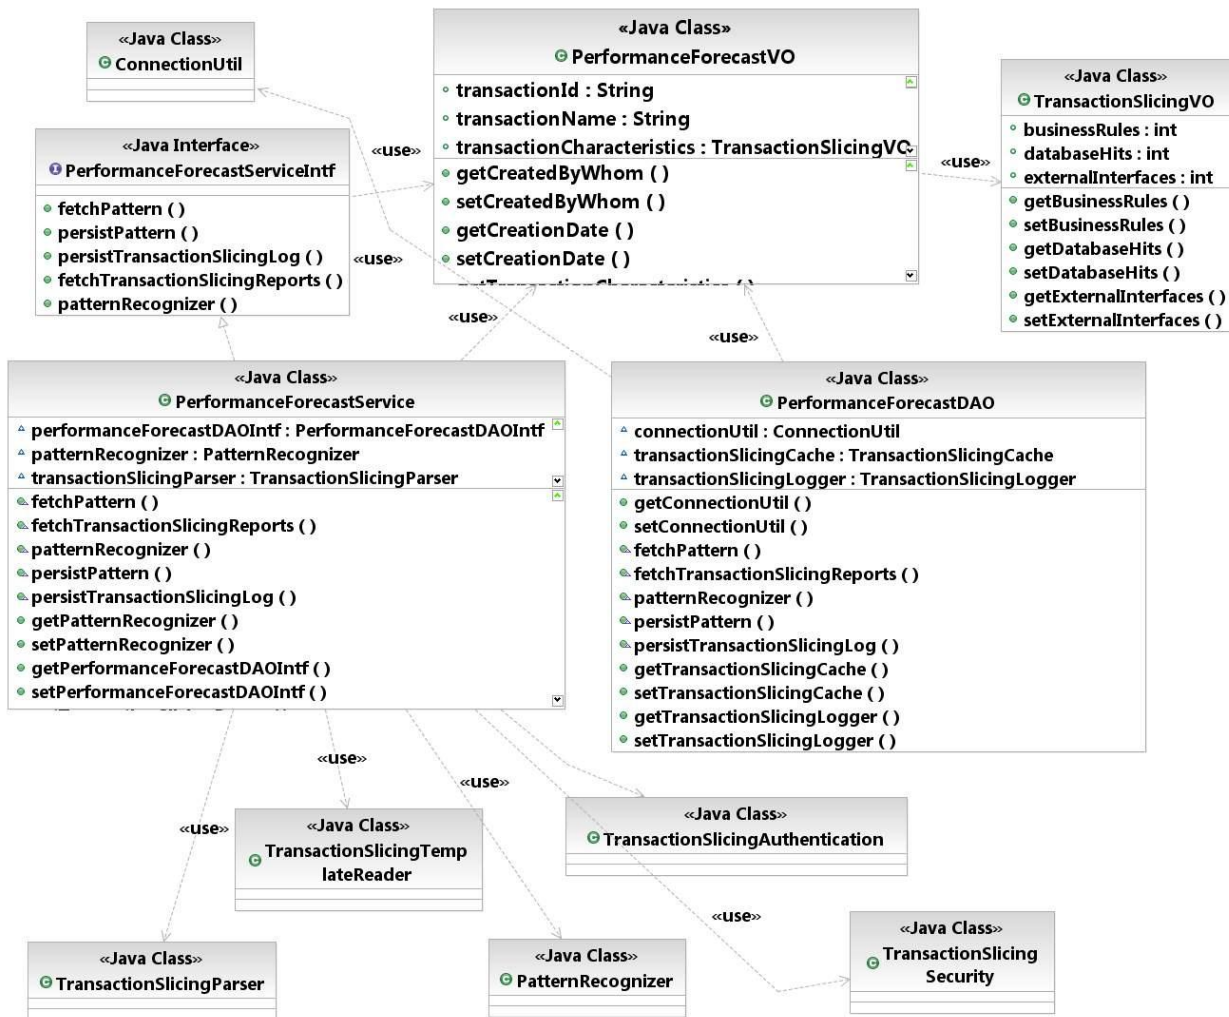 «Java Class»
ConnectionUtil
«Java Class»
PerformanceForecastVO
transactionId : String
transactionName : String
transactionCharacteristics : TransactionSlicingVO
getCreatedByWhom ( )
setCreatedByWhom ( )
getCreationDate ( )
setCreationDate ( )
«Java Class»
TransactionSlicingVO
businessRules : int
databaseHits : int
externalInterfaces : int
getBusinessRules ( )
setBusinessRules ( )
getDatabaseHits ( )
setDatabaseHits ( )
getExternalInterfaces ( )
setExternalInterfaces ( )
«use»
«use»
«Java Interface»
PerformanceForecastServiceIntf
fetchPattern ( )
persistPattern ( )
persistTransactionSlicingLog ( )
fetchTransactionSlicingReports ( )
patternRecognizer ( )
«use»
«use»
«use»
«Java Class»
PerformanceForecastService
performanceForecastDAOIntf : PerformanceForecastDAOIntf
patternRecognizer : PatternRecognizer
transactionSlicingParser : TransactionSlicingParser
fetchPattern ( )
fetchTransactionSlicingReports ( )
patternRecognizer ( )
persistPattern ( )
persistTransactionSlicingLog ( )
getPatternRecognizer ( )
setPatternRecognizer ( )
getPerformanceForecastDAOIntf ( )
setPerformanceForecastDAOIntf ( )
«Java Class»
PerformanceForecastDAO
connectionUtil : ConnectionUtil
transactionSlicingCache : TransactionSlicingCache
transactionSlicingLogger : TransactionSlicingLogger
getConnectionUtil ( )
setConnectionUtil ( )
fetchPattern ( )
fetchTransactionSlicingReports ( )
patternRecognizer ( )
persistPattern ( )
persistTransactionSlicingLog ( )
getTransactionSlicingCache ( )
setTransactionSlicingCache ( )
getTransactionSlicingLogger ( )
setTransactionSlicingLogger ( )
«use»
«use»
«use»
«Java Class»
TransactionSlicingTemp
lateReader
«Java Class»
TransactionSlicingAuthentication
«use»
«Java Class»
TransactionSlicingParser
«Java Class»
PatternRecognizer
«Java Class»
TransactionSlicing
Security